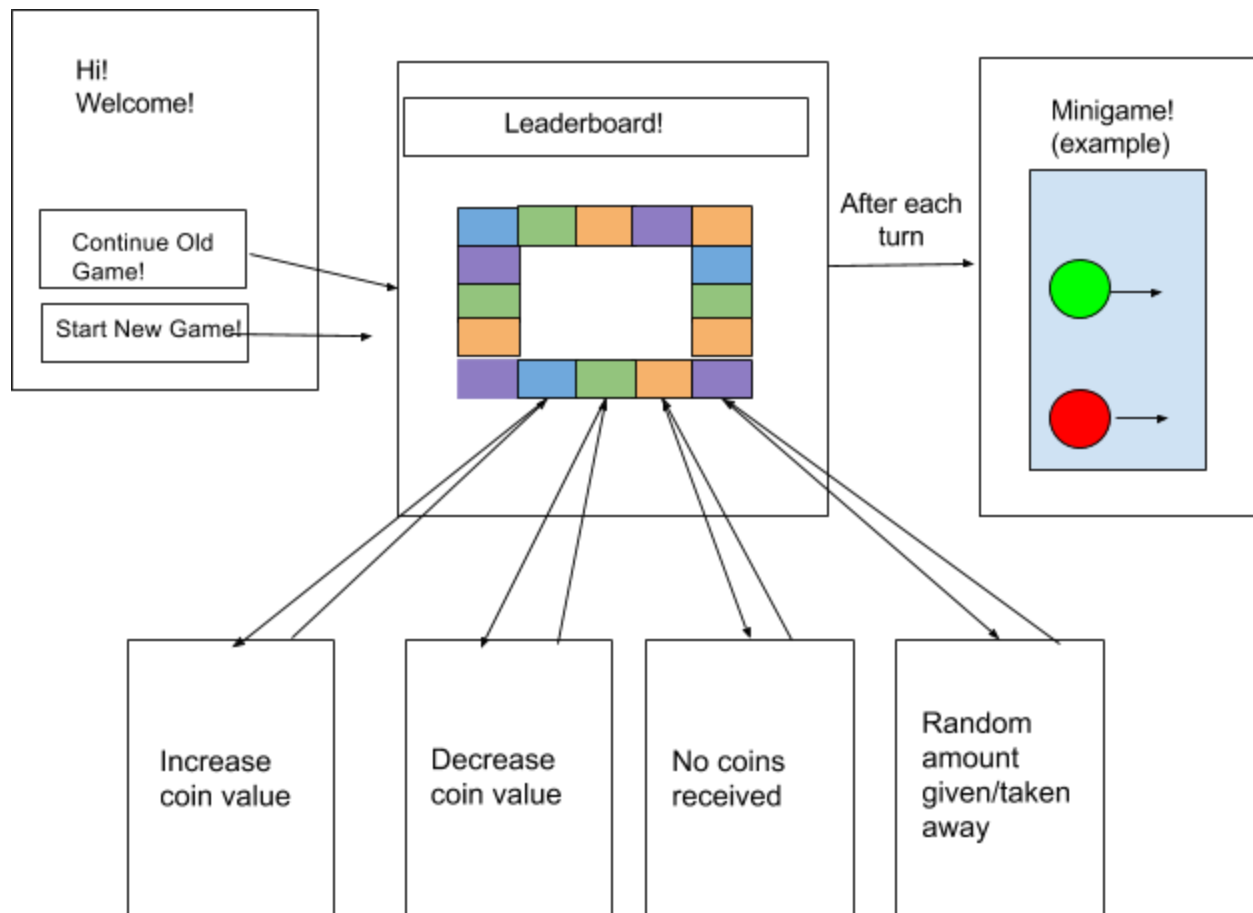 Hi!
Welcome!
Continue Old
Game!
Start New Game!
Leaderboard!
After each
turn
Minigame!
(example)
Increase
coin value
Decrease
coin value
No coins
received
Random
amount
given/taken
away